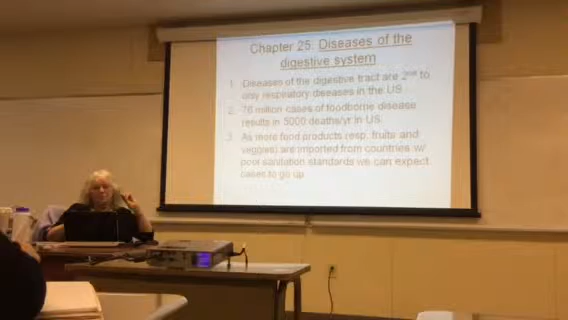 Chapter 25: Diseases of the
digestive system
1. Diseases of the digestive tract are 2nd to
only respiratory diseases in the US
2. 76 million cases of foodborne disease
results in 5000 deaths/yr in US
3. As more food products (esp. fruits and
veggies) are imported from countries w/
poor sanitation standards we can expect
cases to go up